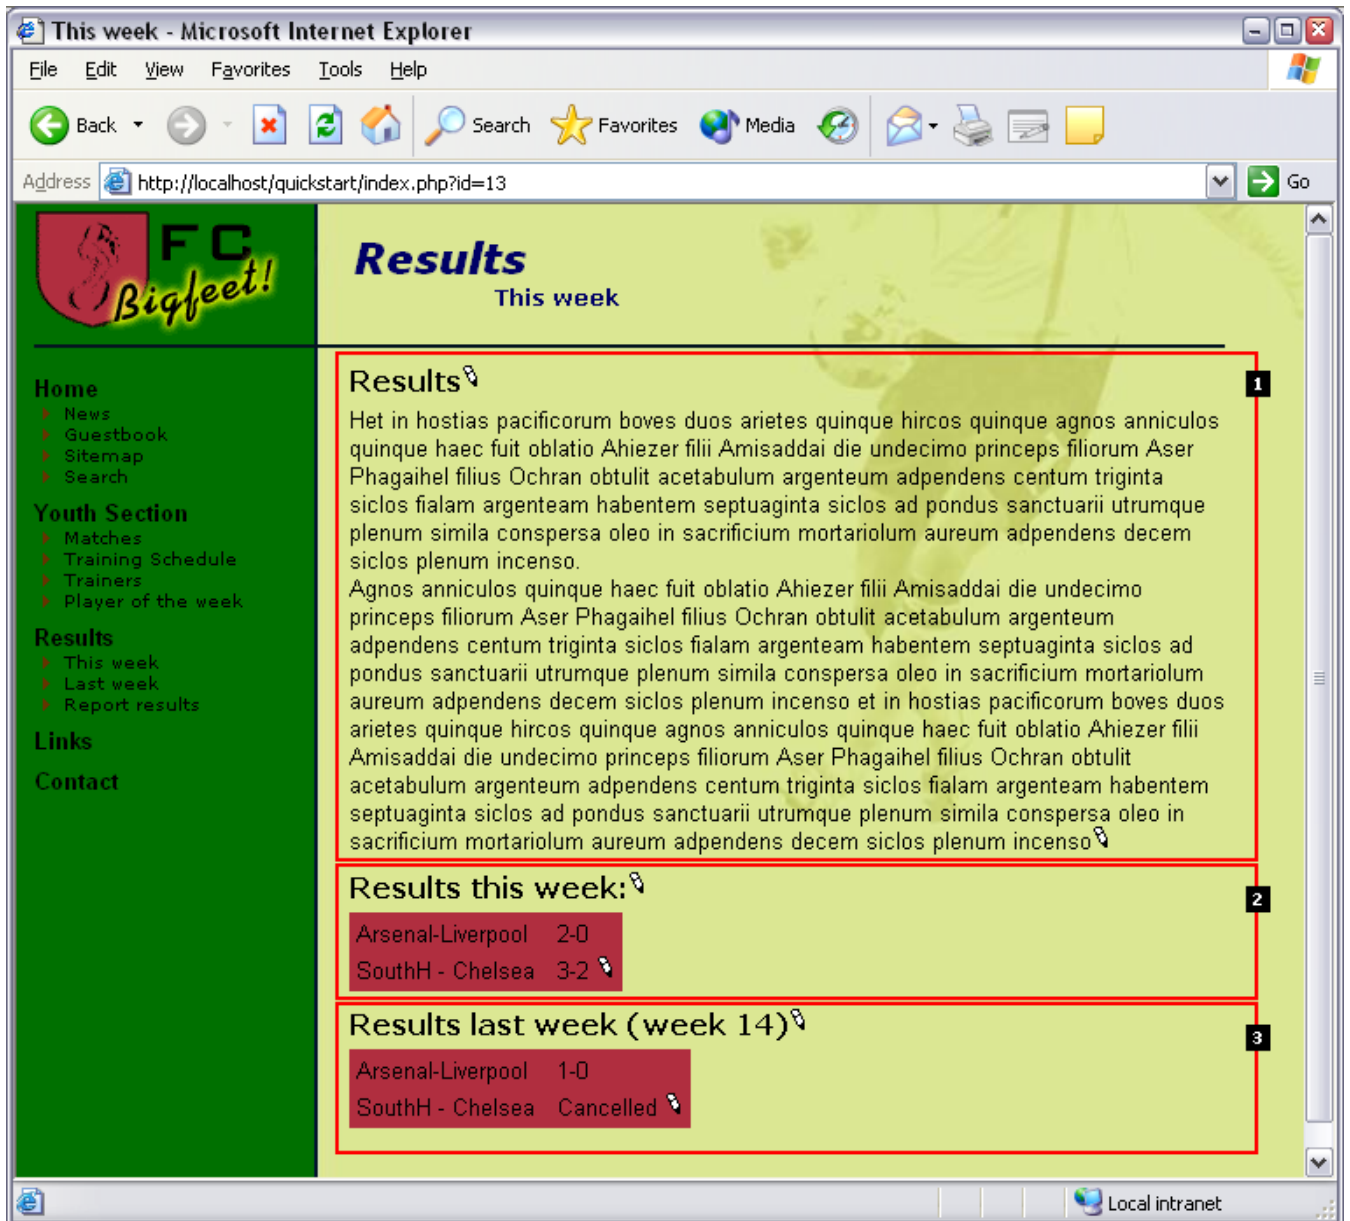 This week - Microsoft Internet Explorer
File Edit View Favorites Tools Help
Back Search Favorites Media
Address http://localhost/quickstart/index.php?id=13 Go
FC
Bigfeet!
Results
This week
Home
News
Guestbook
Sitemap
Search
Youth Section
Matches
Training Schedule
Trainers
Player of the week
Results
This week
Last week
Report results
Links
Contact
Results
1
Het in hostias pacificorum boves duos arietes quinque hircos quinque agnos anniculos
quinque haec fuit oblatio Ahiezer filii Amisaddai die undecimo princeps filiorum Aser
Phagaihel filius Ochran obtulit acetabulum argenteum adpendens centum triginta
siclos fialam argenteam habentem septuaginta siclos ad pondus sanctuarii utrumque
plenum simila conspersa oleo in sacrificium mortariolum aureum adpendens decem
siclos plenum incenso.
Agnos anniculos quinque haec fuit oblatio Ahiezer filii Amisaddai die undecimo
princeps filiorum Aser Phagaihel filius Ochran obtulit acetabulum argenteum
adpendens centum triginta siclos fialam argenteam habentem septuaginta siclos ad
pondus sanctuarii utrumque plenum simila conspersa oleo in sacrificium mortariolum
aureum adpendens decem siclos plenum incenso et in hostias pacificorum boves duos
arietes quinque hircos quinque agnos anniculos quinque haec fuit oblatio Ahiezer filii
Amisaddai die undecimo princeps filiorum Aser Phagaihel filius Ochran obtulit
acetabulum argenteum adpendens centum triginta siclos fialam argenteam habentem
septuaginta siclos ad pondus sanctuarii utrumque plenum simila conspersa oleo in
sacrificium mortariolum aureum adpendens decem siclos plenum incenso
Results this week:
2
Arsenal-Liverpool 2-0
SouthH - Chelsea 3-2
Results last week (week 14)
3
Arsenal-Liverpool 1-0
SouthH - Chelsea Cancelled
Local intranet